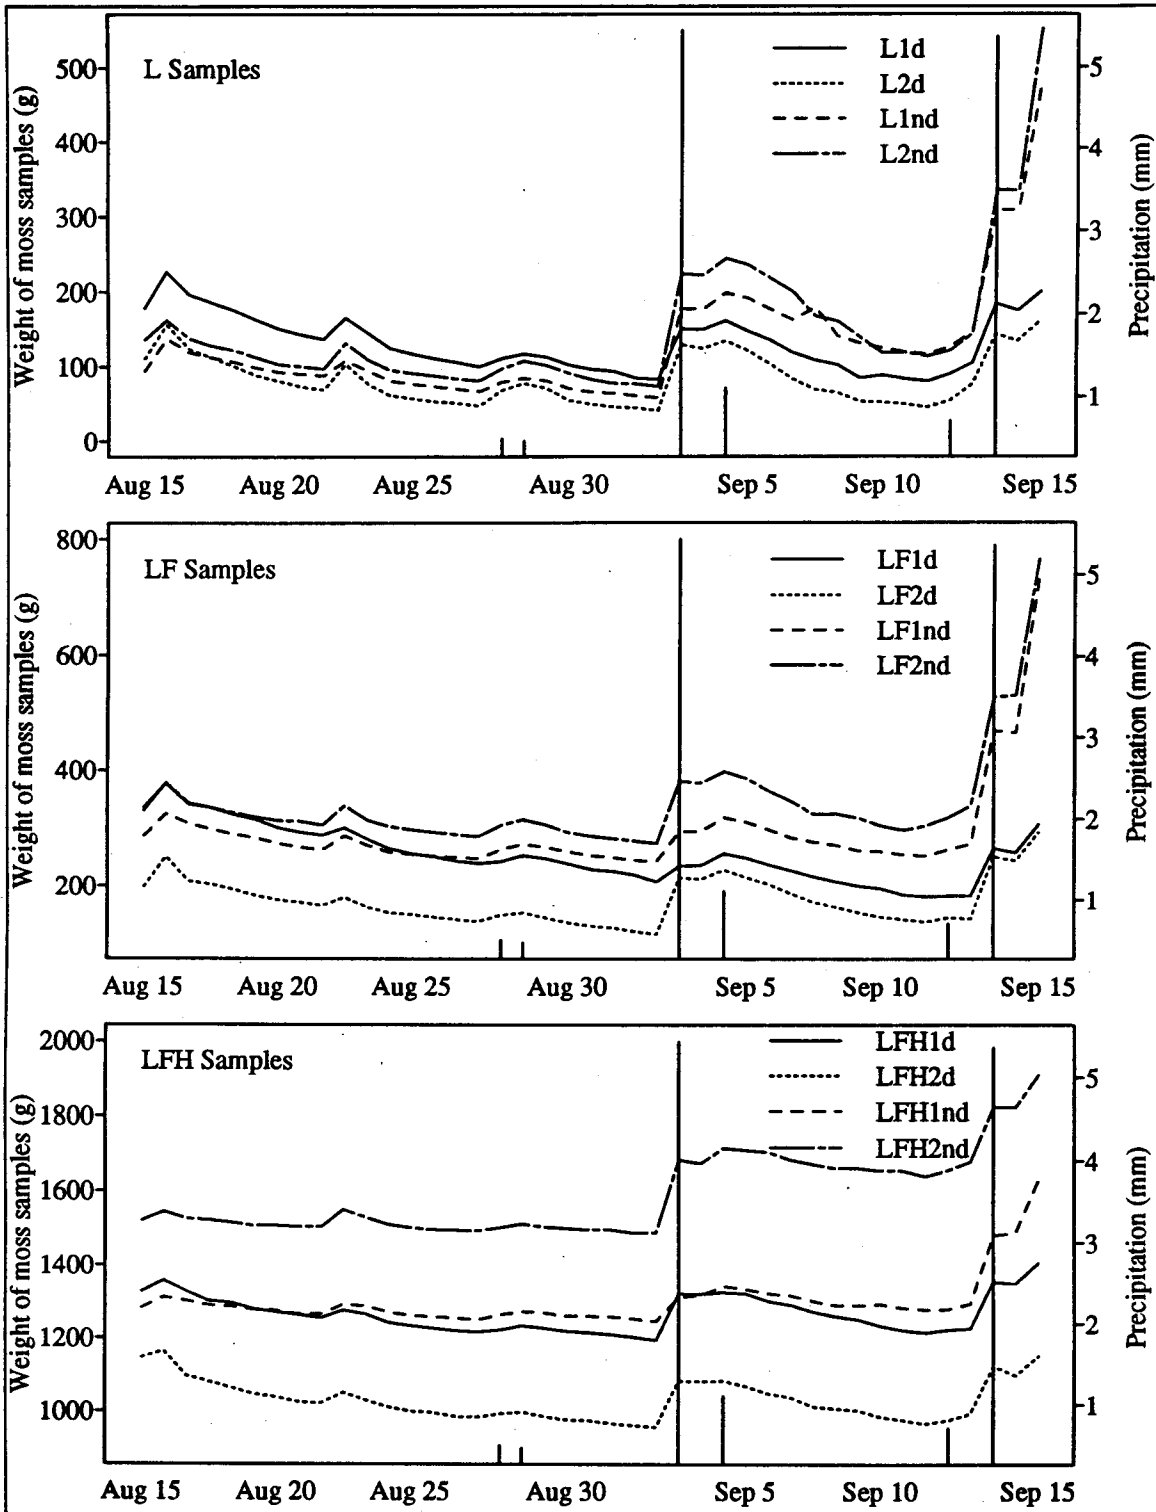 L Samples
L1d
L2d
L1nd
L2nd
Weight of moss samples (g)
500
400
300
200
100
0
Precipitation (mm)
5
4
3
2
1
Aug 15 Aug 20 Aug 25 Aug 30 Sep 5 Sep 10 Sep 15
LF Samples
LF1d
LF2d
LF1nd
LF2nd
Weight of moss samples (g)
800
600
400
200
Precipitation (mm)
5
4
3
2
1
Aug 15 Aug 20 Aug 25 Aug 30 Sep 5 Sep 10 Sep 15
LFH Samples
LFH1d
LFH2d
LFH1nd
LFH2nd
Weight of moss samples (g)
2000
1800
1600
1400
1200
1000
Precipitation (mm)
5
4
3
2
1
Aug 15 Aug 20 Aug 25 Aug 30 Sep 5 Sep 10 Sep 15